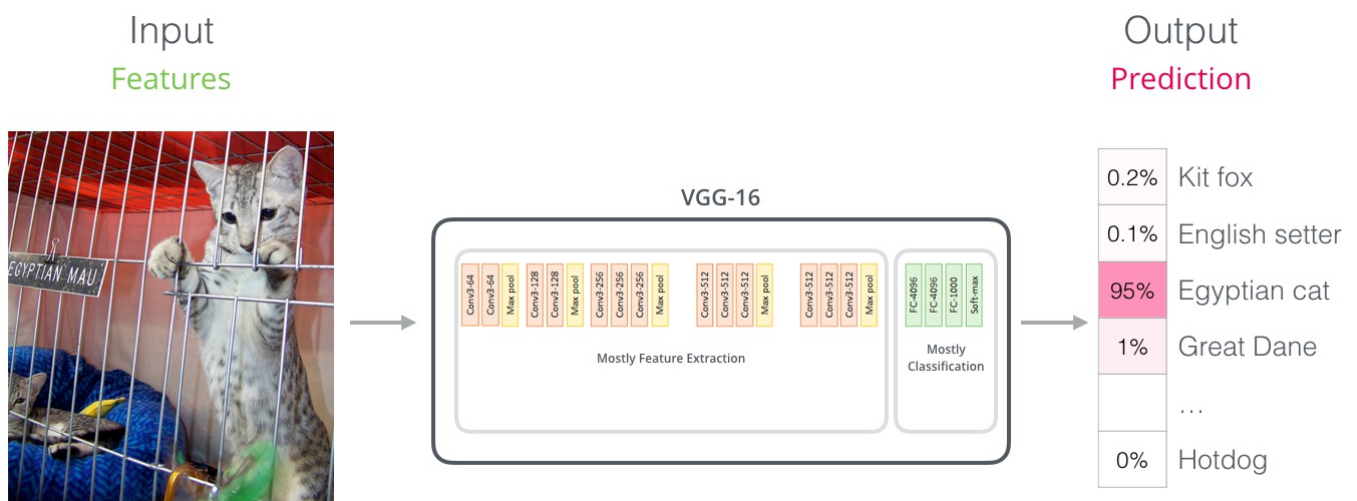 Input
Features
Output
Prediction
EGYPTIAN MAU
VGG-16
Conv3-64
Conv3-64
Max pool
Conv3-128
Conv3-128
Max pool
Conv3-256
Conv3-256
Conv3-256
Max pool
Conv3-512
Conv3-512
Conv3-512
Max pool
Conv3-512
Conv3-512
Conv3-512
Max pool
Mostly Feature Extraction
FC-4096
FC-4096
FC-1000
Soft-max
Mostly
Classification
0.2% Kit fox
0.1% English setter
95% Egyptian cat
1% Great Dane
...
0% Hotdog